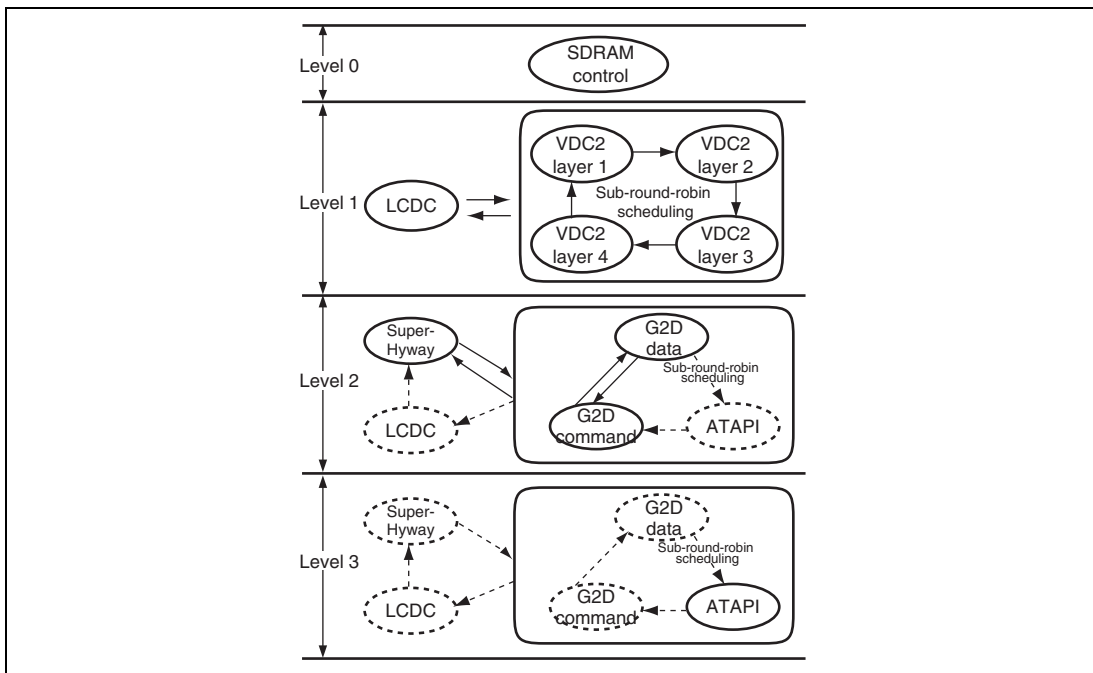 Level 0
SDRAM
control
Level 1
LCDC
VDC2
layer 1
VDC2
layer 2
Sub-round-robin
scheduling
VDC2
layer 4
VDC2
layer 3
Level 2
Super-
Hyway
LCDC
G2D
data
Sub-round-robin
scheduling
G2D
command
ATAPI
Level 3
Super-
Hyway
LCDC
G2D
data
Sub-round-robin
scheduling
G2D
command
ATAPI